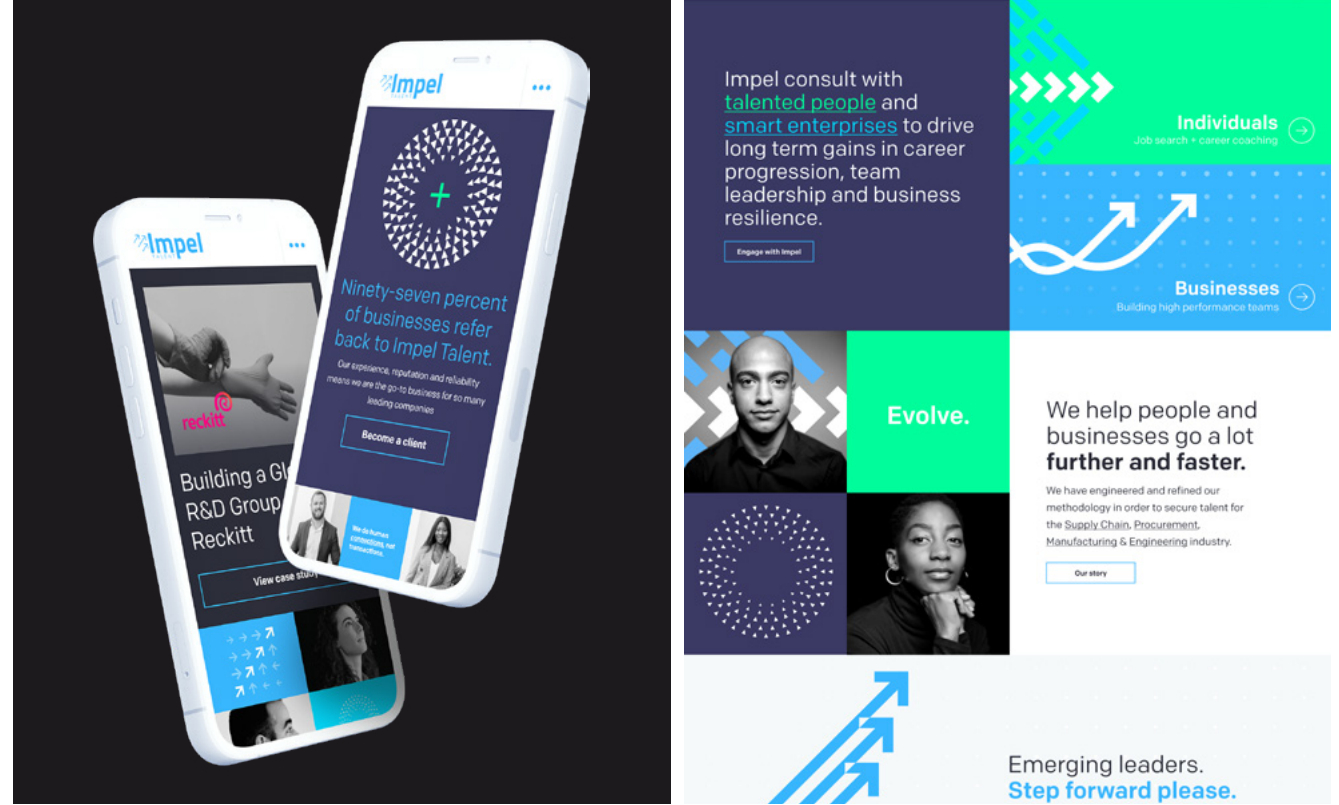 Impel
TALENT
reckitt
Building a Gl
R&D Group
Reckitt
View case study
Impel
TALENT
Ninety-seven percent
of businesses refer
back to Impel Talent.
Our experience, reputation and reliability
means we are the go-to business for so many
leading companies
Become a client
We do human
connections, not
transactions.
Impel consult with
talented people and
smart enterprises to drive
long term gains in career
progression, team
leadership and business
resilience.
Engage with Impel
Individuals
Job search + career coaching
Businesses
Building high performance teams
Evolve.
We help people and
businesses go a lot
further and faster.
We have engineered and refined our
methodology in order to secure talent for
the Supply Chain, Procurement,
Manufacturing & Engineering industry.
Our story
Emerging leaders.
Step forward please.